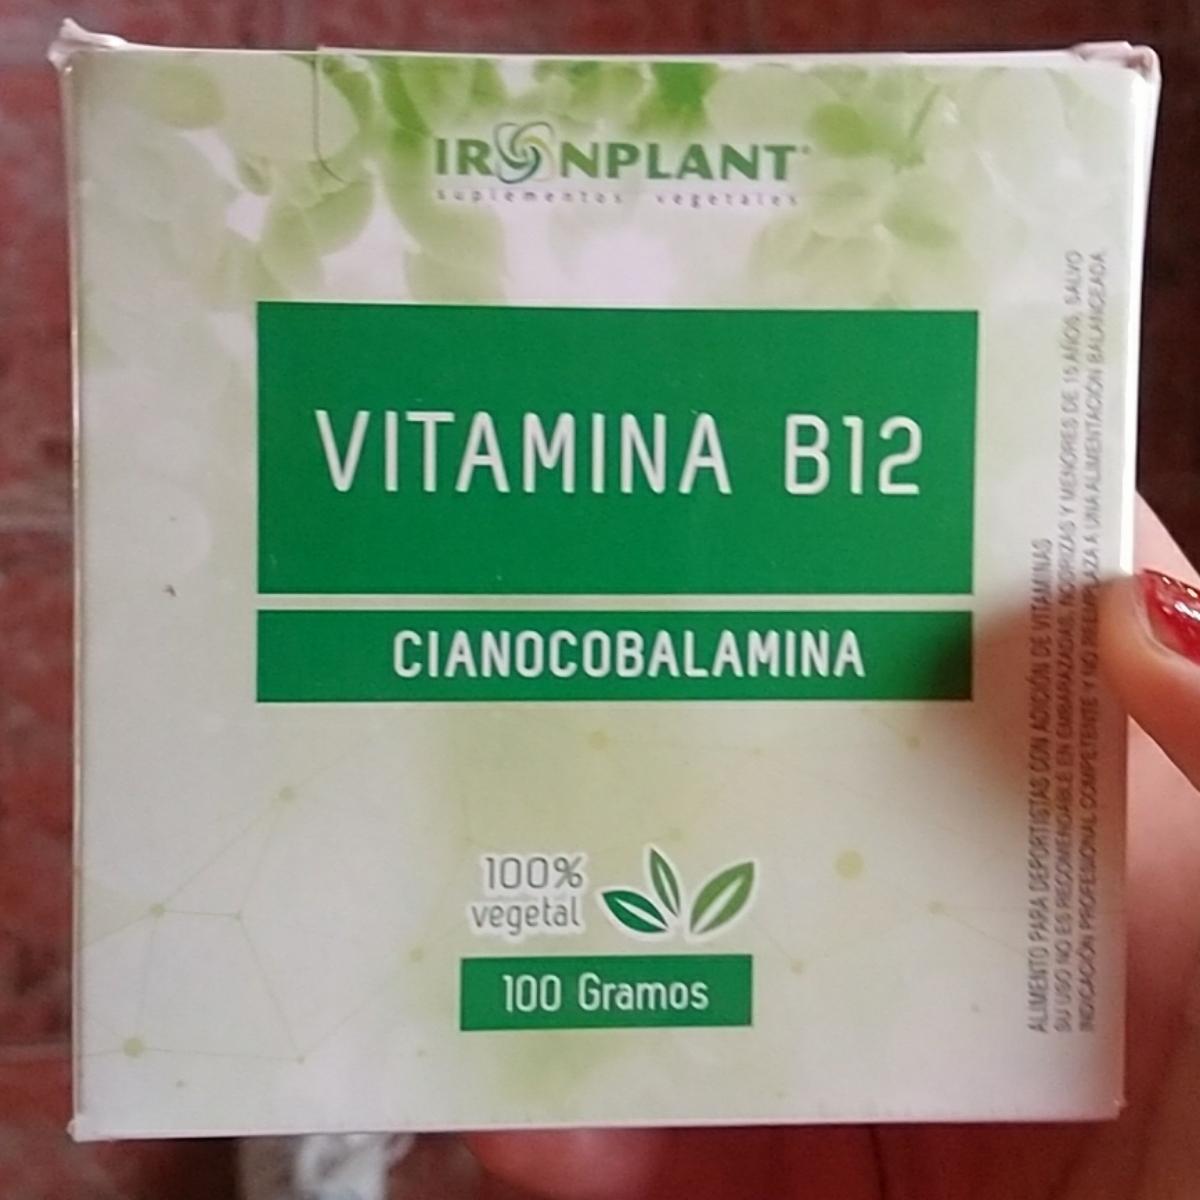 IRONPLANT
suplementos vegetales
VITAMINA B12
CIANOCOBALAMINA
100%
vegetal
100 Gramos
ALIMENTO PARA DEPORTISTAS CON ADICIÓN DE VITAMINAS
SU USO NO ES RECOMENDABLE EN EMBARAZADAS, NODRIZAS Y MENORES DE 15 AÑOS, SALVO
INDICACIÓN PROFESIONAL COMPETENTE Y NO REEMPLAZA A UNA ALIMENTACIÓN BALANCEADA